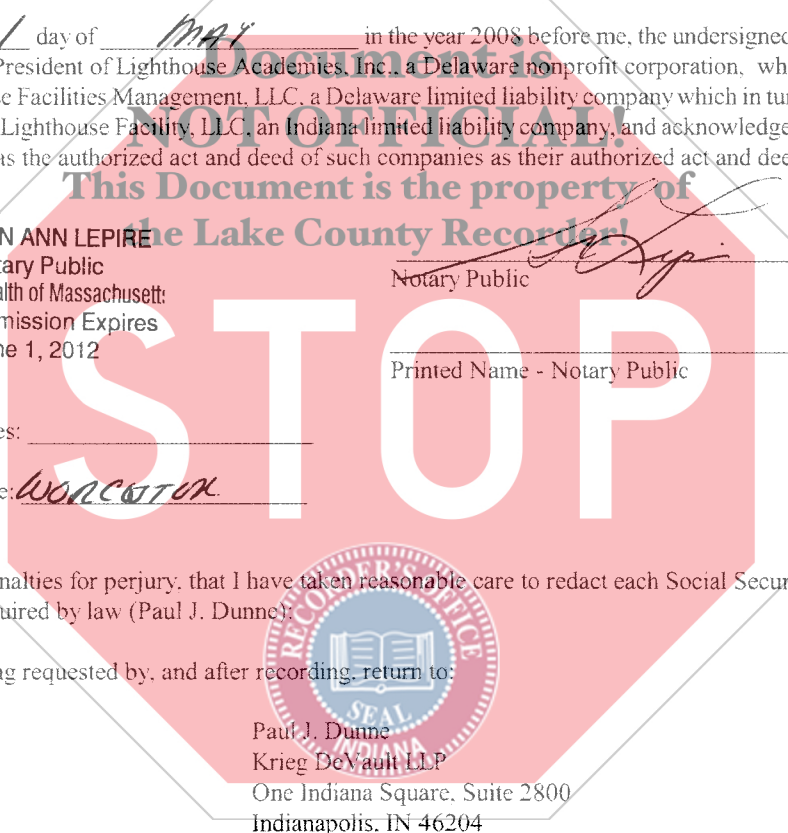 day of MAY in the year 2008 before me, the undersigned
President of Lighthouse Academies, Inc., a Delaware nonprofit corporation, wh
e Facilities Management, LLC, a Delaware limited liability company which in tur
Lighthouse Facility, LLC, an Indiana limited liability company, and acknowledge
as the authorized act and deed of such companies as their authorized act and dee
Document is
NOT OFFICIAL!
This Document is the property of
the Lake County Recorder!
N ANN LEPIRE
tary Public
alth of Massachusetts
mission Expires
ne 1, 2012
Notary Public
Printed Name - Notary Public
STOP
es:
e: WORCESTER
nalties for perjury, that I have taken reasonable care to redact each Social Secur
uired by law (Paul J. Dunne):
ng requested by, and after recording, return to:
RECORDER'S OFFICE
SEAL
INDIANA
Paul J. Dunne
Krieg DeVault LLP
One Indiana Square, Suite 2800
Indianapolis, IN 46204